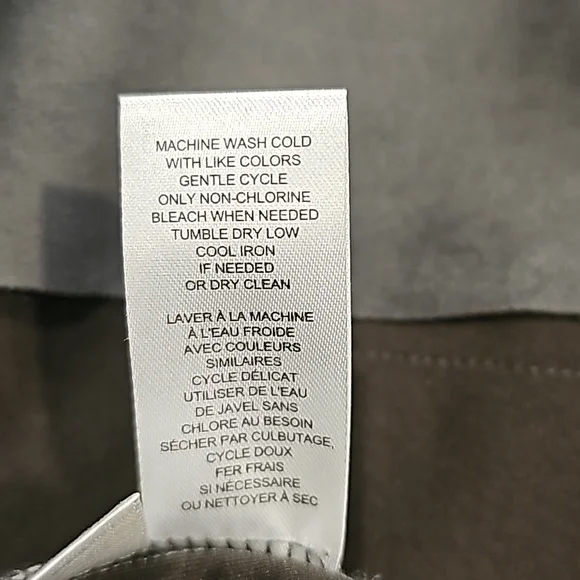 MACHINE WASH COLD
WITH LIKE COLORS
GENTLE CYCLE
ONLY NON-CHLORINE
BLEACH WHEN NEEDED
TUMBLE DRY LOW
COOL IRON
IF NEEDED
OR DRY CLEAN
LAVER À LA MACHINE
À L'EAU FROIDE
AVEC COULEURS
SIMILAIRES
CYCLE DÉLICAT
UTILISER DE L'EAU
DE JAVEL SANS
CHLORE AU BESOIN
SÉCHER PAR CULBUTAGE,
CYCLE DOUX
FER FRAIS
SI NÉCESSAIRE
OU NETTOYER À SEC